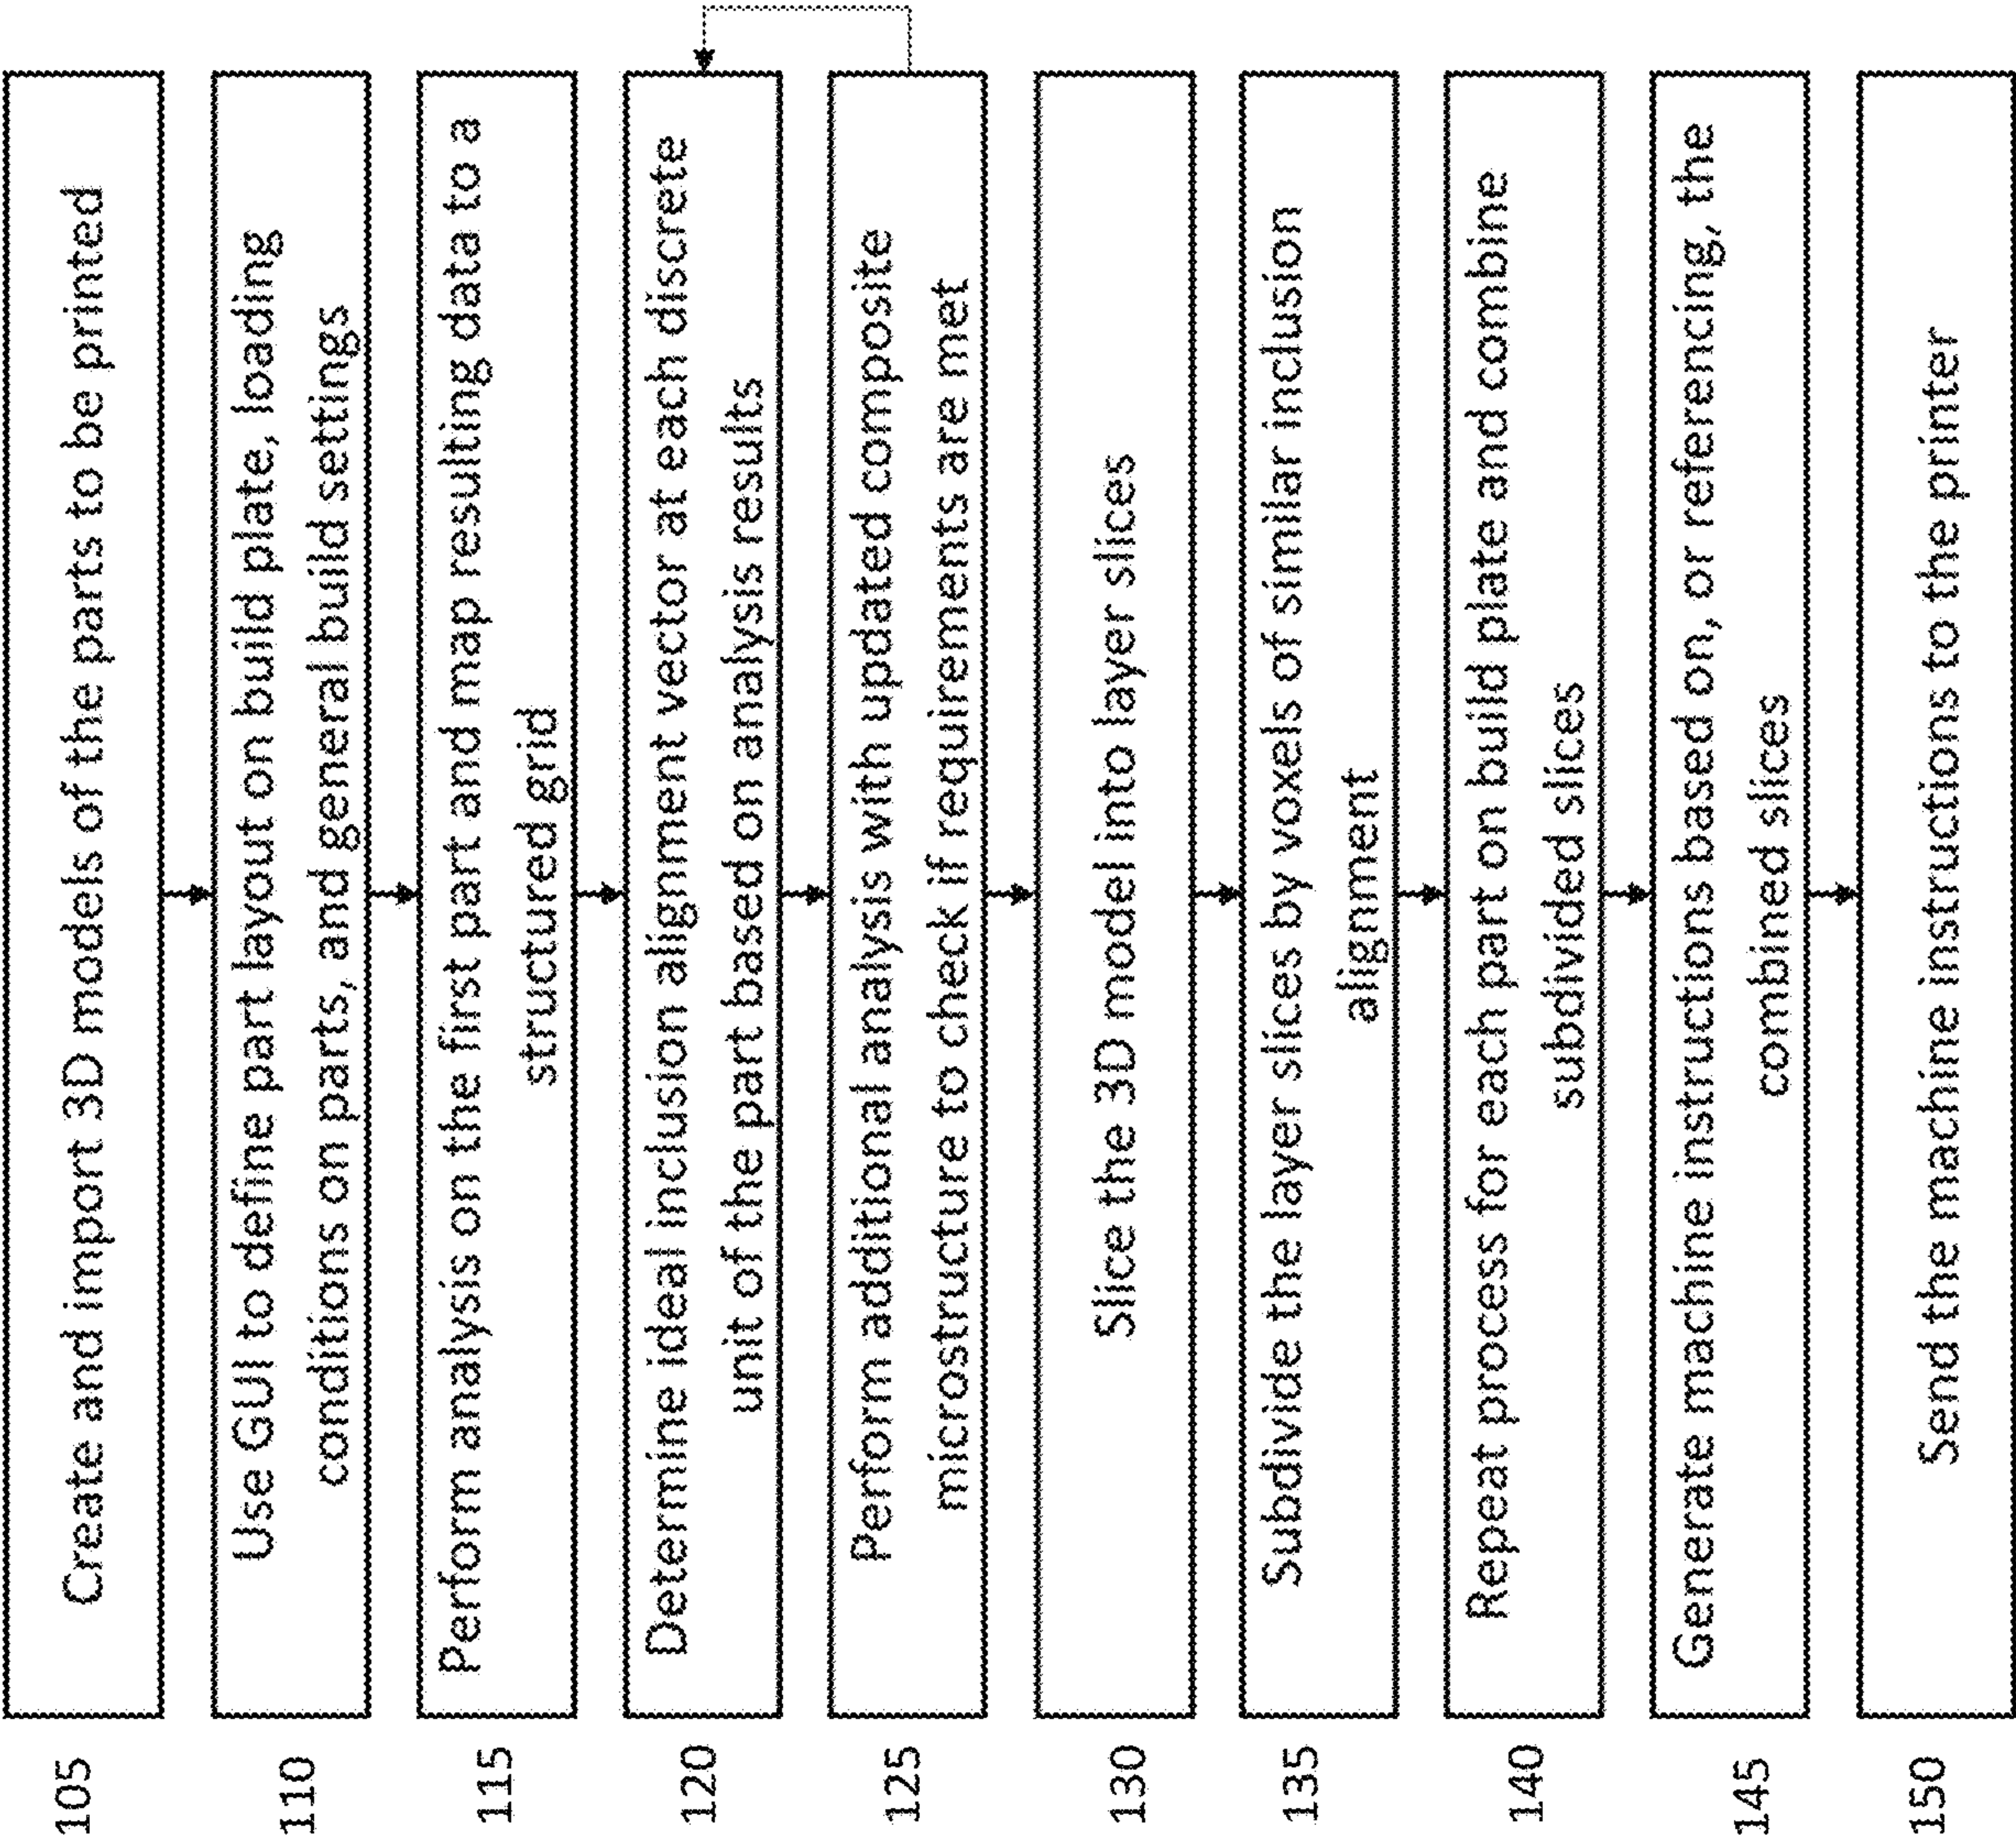 105
Create and import 3D models of the parts to be printed
110
Use GUI to define part layout on build plate, loading
conditions on parts, and general build settings
115
Perform analysis on the first part and map resulting data to a
structured grid
120
Determine ideal inclusion alignment vector at each discrete
unit of the part based on analysis results
125
Perform additional analysis with updated composite
microstructure to check if requirements are met
130
Slice the 3D model into layer slices
135
Subdivide the layer slices by voxels of similar inclusion
alignment
140
Repeat process for each part on build plate and combine
subdivided slices
145
Generate machine instructions based on, or referencing, the
combined slices
150
Send the machine instructions to the printer